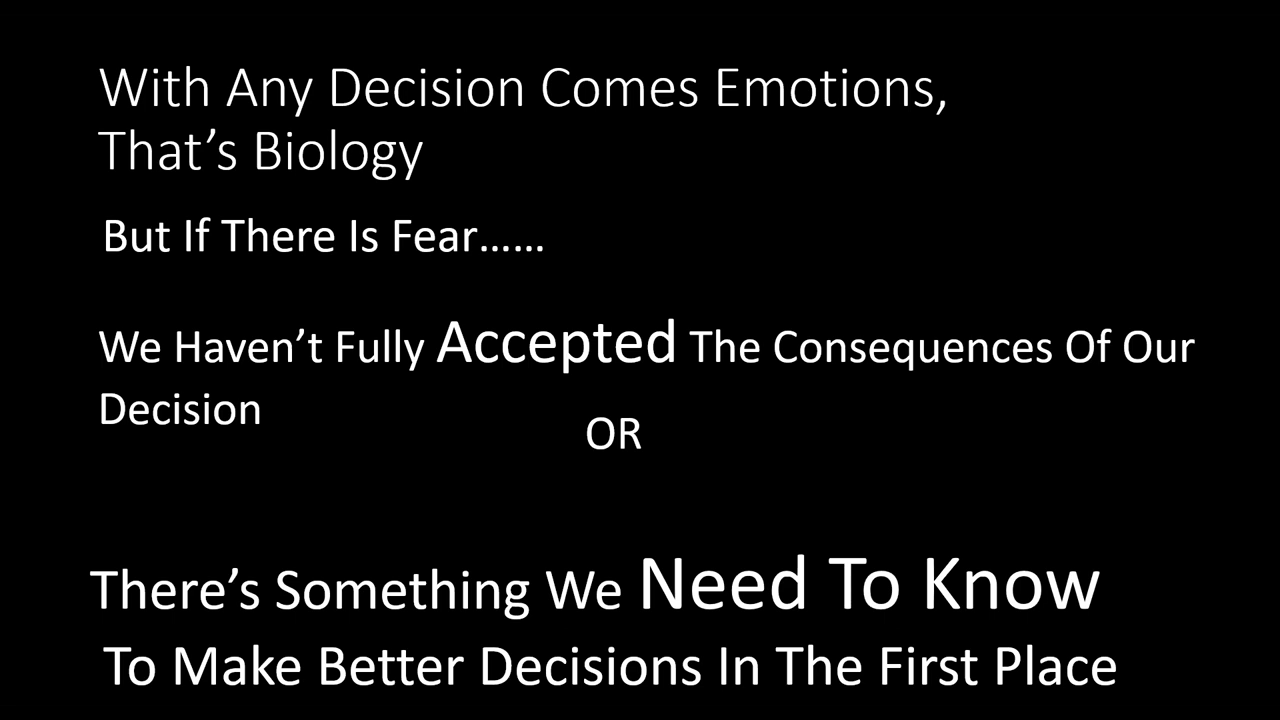 With Any Decision Comes Emotions,
That’s Biology
But If There Is Fear……
We Haven’t Fully Accepted The Consequences Of Our
Decision
OR
There’s Something We Need To Know
To Make Better Decisions In The First Place